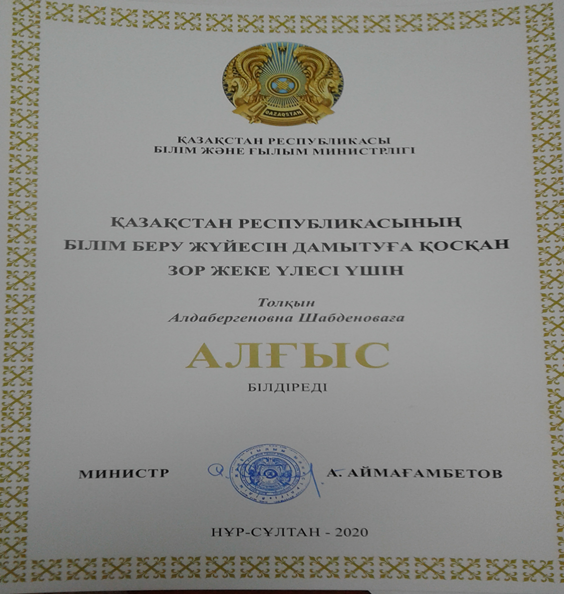 QAZAQSTAN
ҚАЗАҚСТАН РЕСПУБЛИКАСЫ
БІЛІМ ЖӘНЕ ҒЫЛЫМ МИНИСТРЛІГІ
ҚАЗАҚСТАН РЕСПУБЛИКАСЫНЫҢ
БІЛІМ БЕРУ ЖҮЙЕСІН ДАМЫТУҒА ҚОСҚАН
ЗОР ЖЕКЕ ҮЛЕСІ ҮШІН
Толқын
Алдабергеновна Шабденоваға
АЛҒЫС
БІЛДІРЕДІ
МИНИСТР А. АЙМАҒАМБЕТОВ
НҰР-СҰЛТАН - 2020